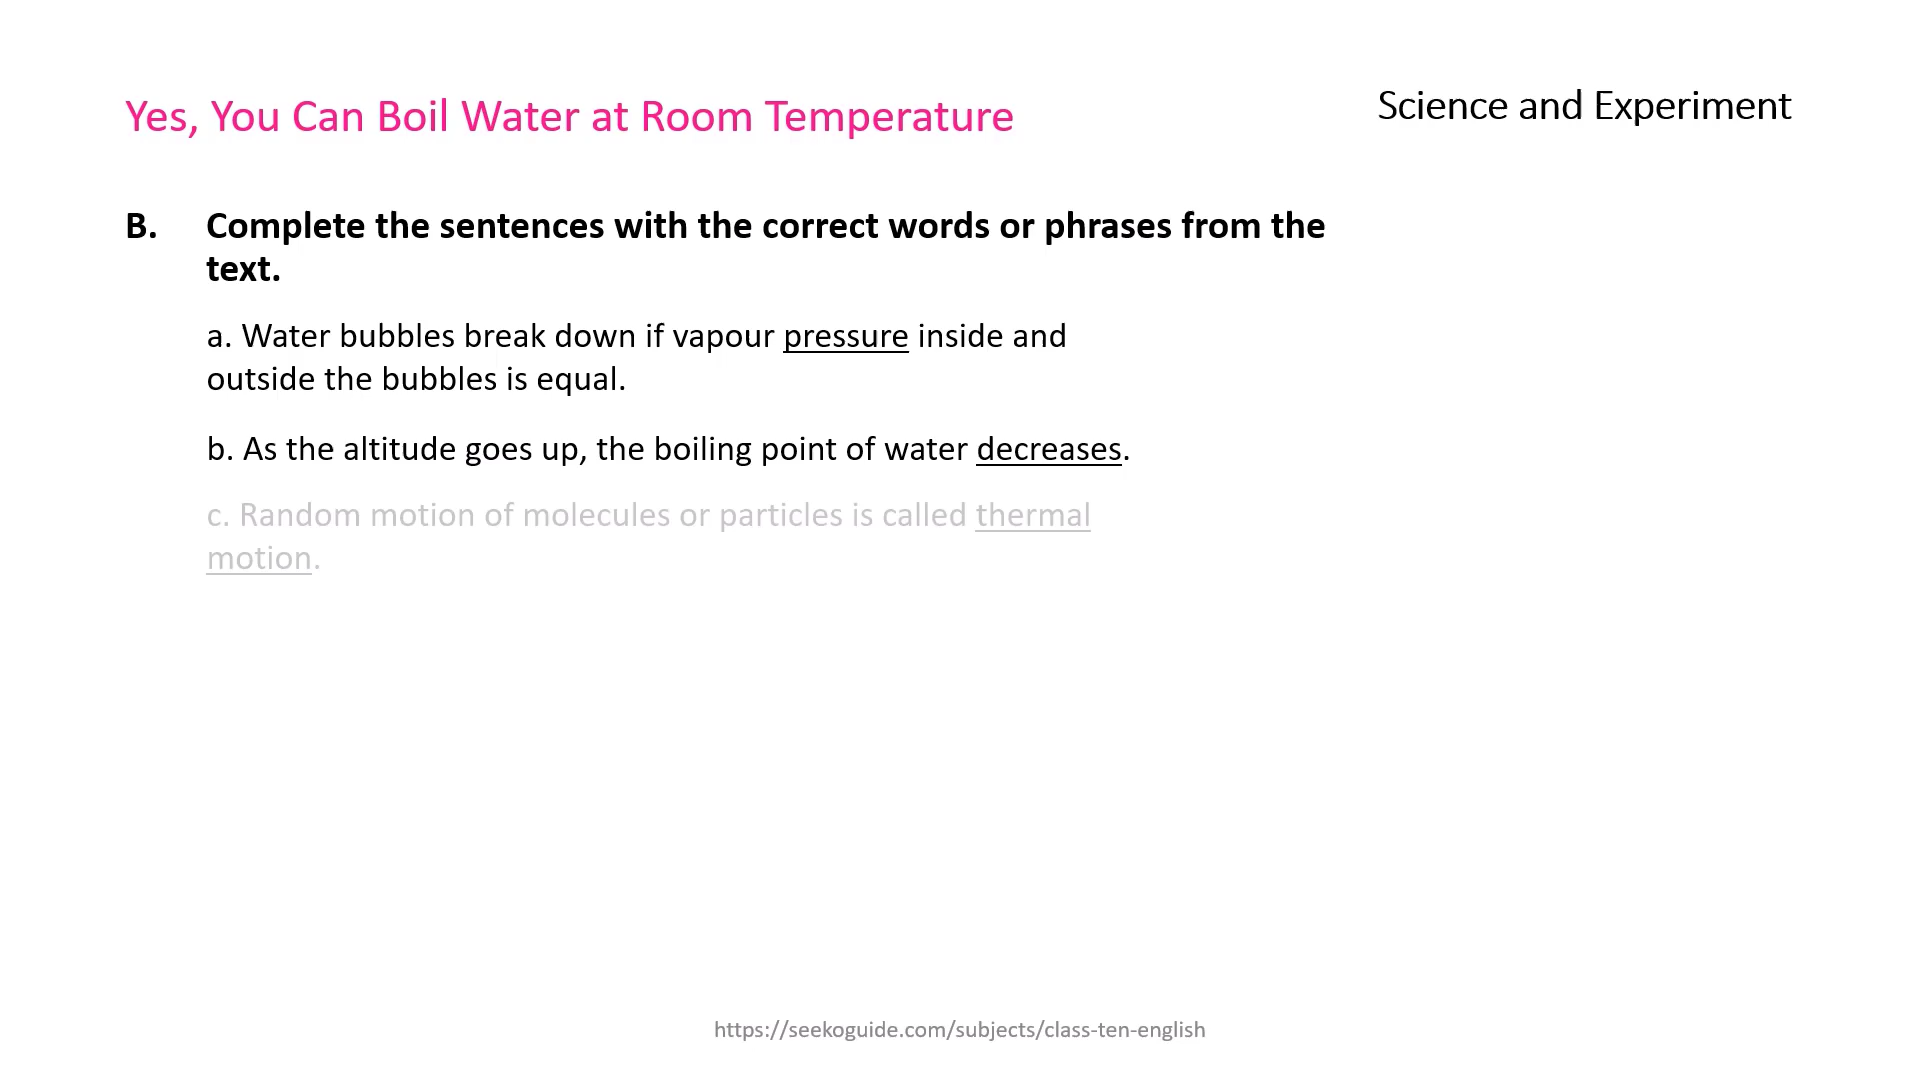 Yes, You Can Boil Water at Room Temperature
Science and Experiment
B. Complete the sentences with the correct words or phrases from the
text.
a. Water bubbles break down if vapour pressure inside and
outside the bubbles is equal.
b. As the altitude goes up, the boiling point of water decreases.
c. Random motion of molecules or particles is called thermal
motion.
https://seekoguide.com/subjects/class-ten-english